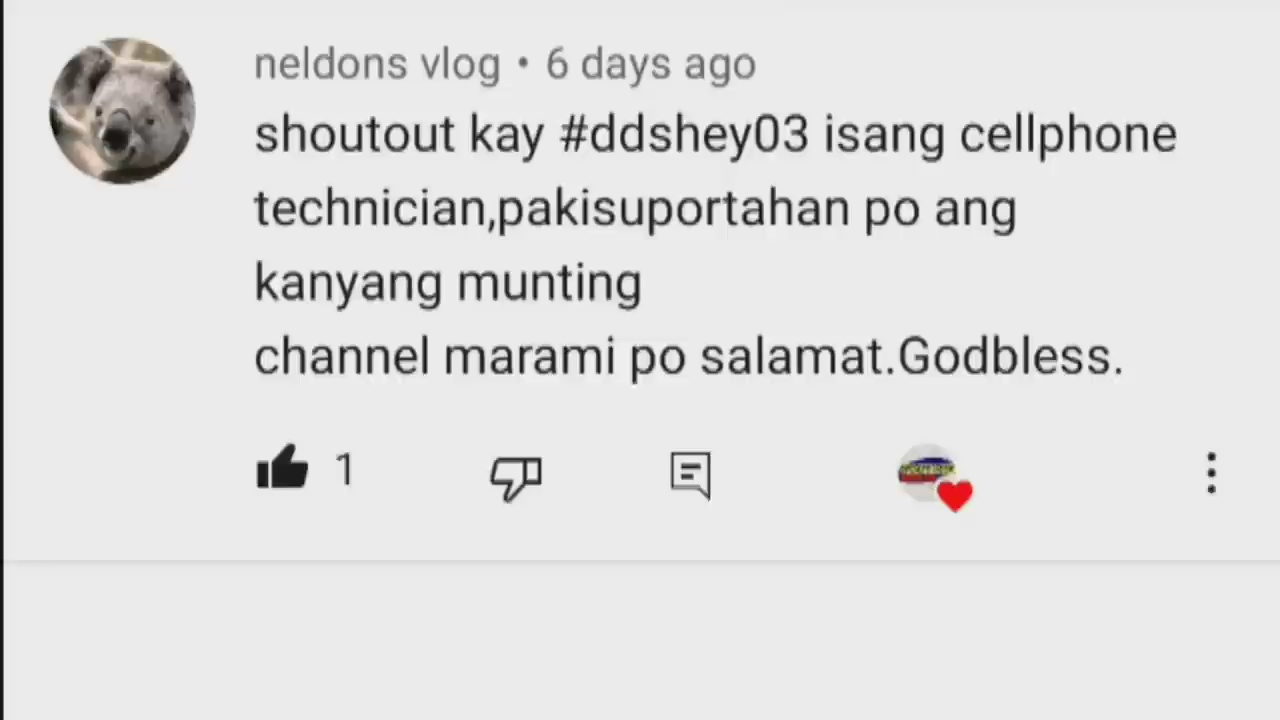 neldons vlog • 6 days ago
shoutout kay #ddshey03 isang cellphone
technician,pakisuportahan po ang
kanyang munting
channel marami po salamat.Godbless.
1